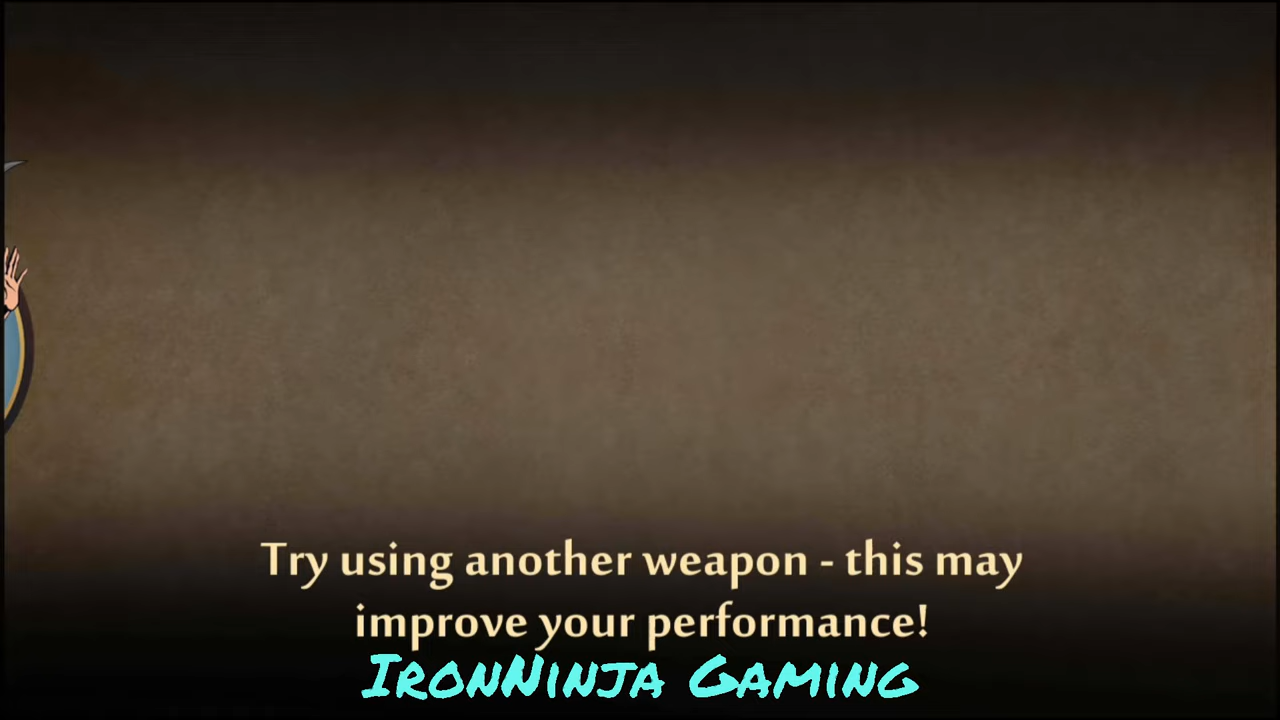 Try using another weapon - this may
improve your performance!
IronNinja Gaming